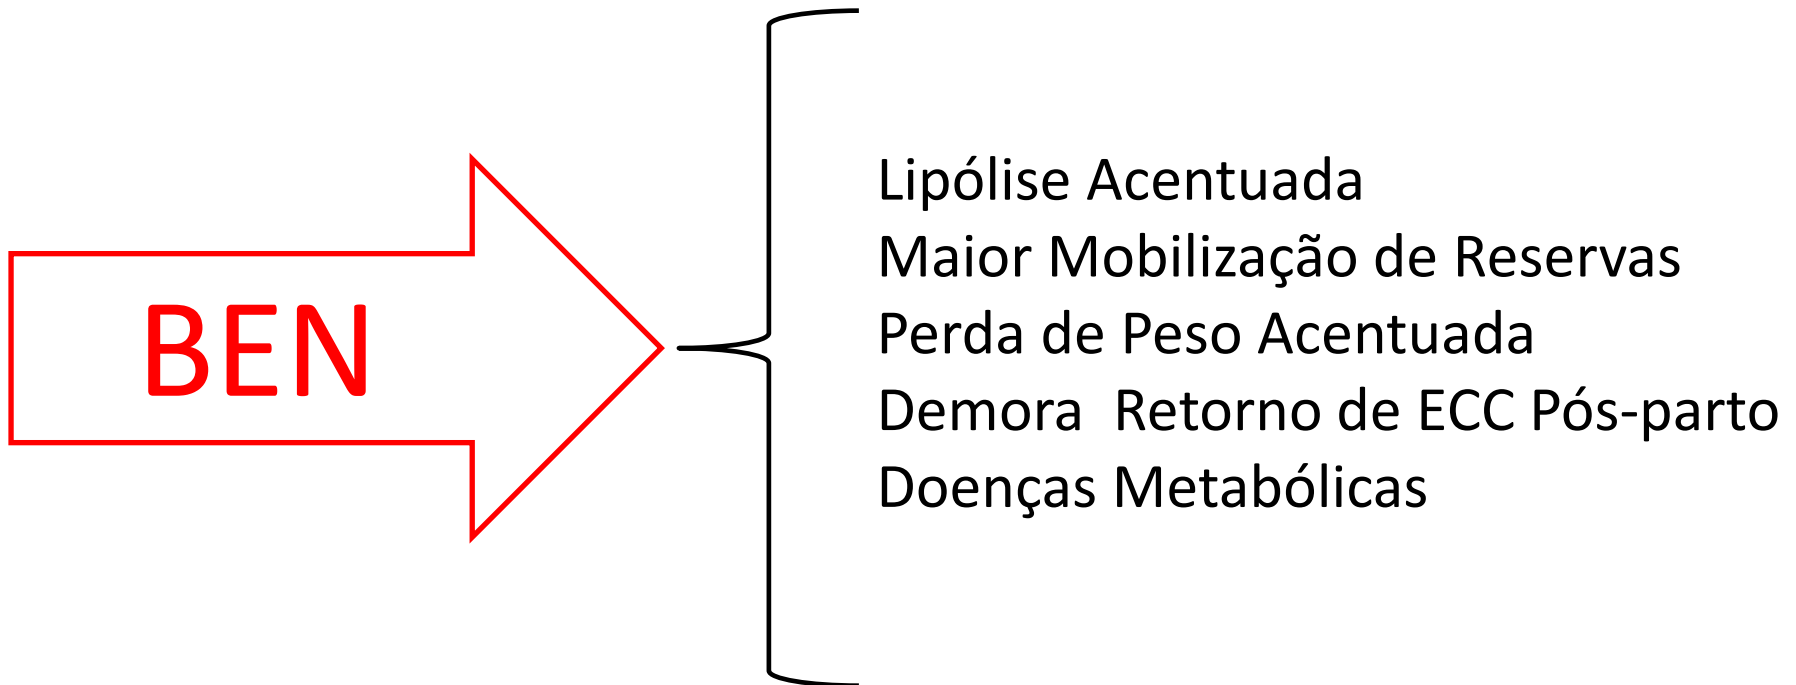 BEN
Lipólise Acentuada
Maior Mobilização de Reservas
Perda de Peso Acentuada
Demora  Retorno de ECC Pós-parto
Doenças Metabólicas